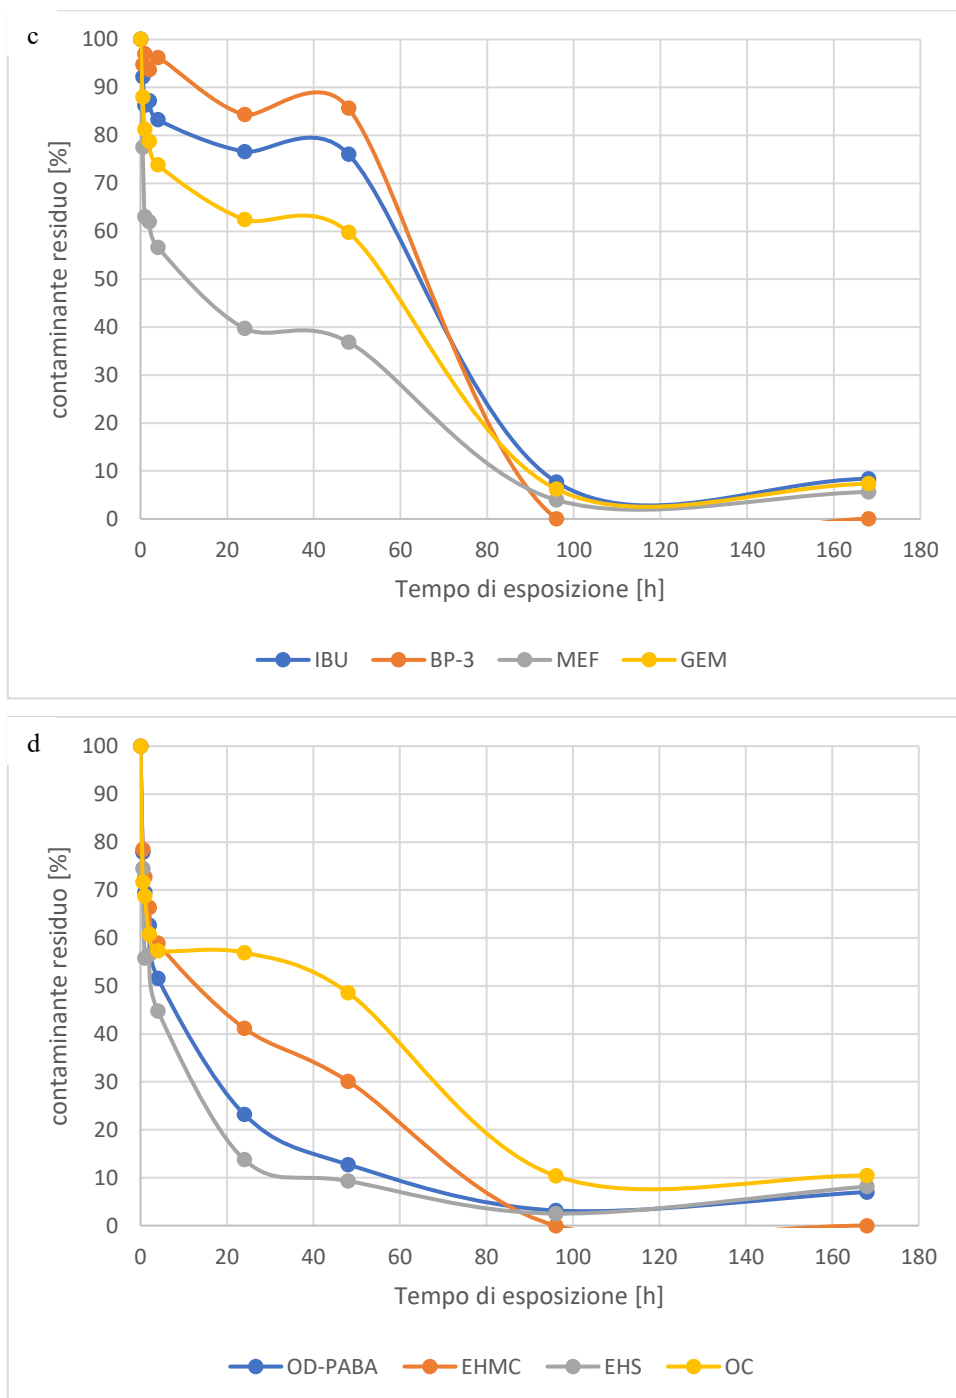 c
contaminante residuo [%]
100
90
80
70
60
50
40
30
20
10
0
0 20 40 60 80 100 120 140 160 180
Tempo di esposizione [h]
IBU BP-3 MEF GEM
d
contaminante residuo [%]
100
90
80
70
60
50
40
30
20
10
0
0 20 40 60 80 100 120 140 160 180
Tempo di esposizione [h]
OD-PABA EHMC EHS OC